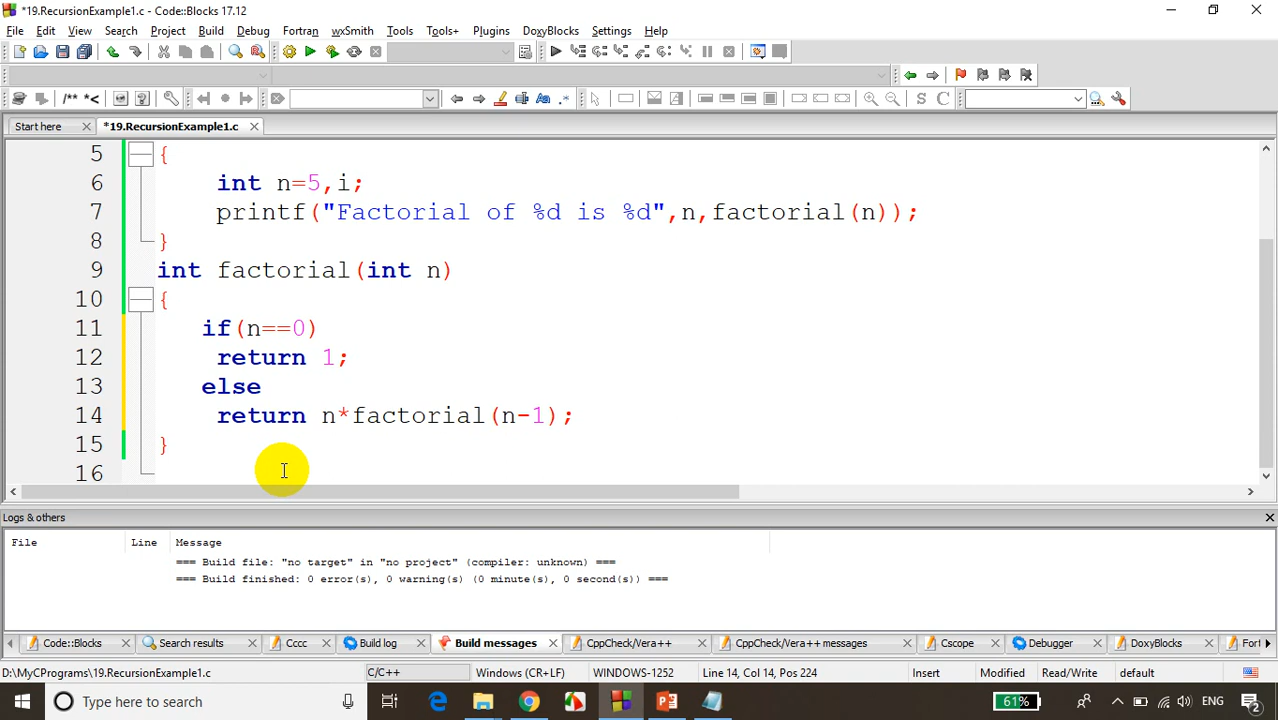 *19.RecursionExample1.c - Code::Blocks 17.12
File Edit View Search Project Build Debug Fortran wxSmith Tools Tools+ Plugins DoxyBlocks Settings Help
/** *< S C
Start here *19.RecursionExample1.c
5 {
6 int n=5,i;
7 printf("Factorial of %d is %d",n,factorial(n));
8 }
9 int factorial(int n)
10 {
11 if(n==0)
12 return 1;
13 else
14 return n*factorial(n-1);
15 }
16
Logs & others
File Line Message
=== Build file: "no target" in "no project" (compiler: unknown) ===
=== Build finished: 0 error(s), 0 warning(s) (0 minute(s), 0 second(s)) ===
Code::Blocks Search results Cccc Build log Build messages CppCheck/Vera++ CppCheck/Vera++ messages Cscope Debugger DoxyBlocks Fort
D:\MyCPrograms\19.RecursionExample1.c C/C++ Windows (CR+LF) WINDOWS-1252 Line 14, Col 14, Pos 224 Insert Modified Read/Write default
Type here to search 61% ENG 2